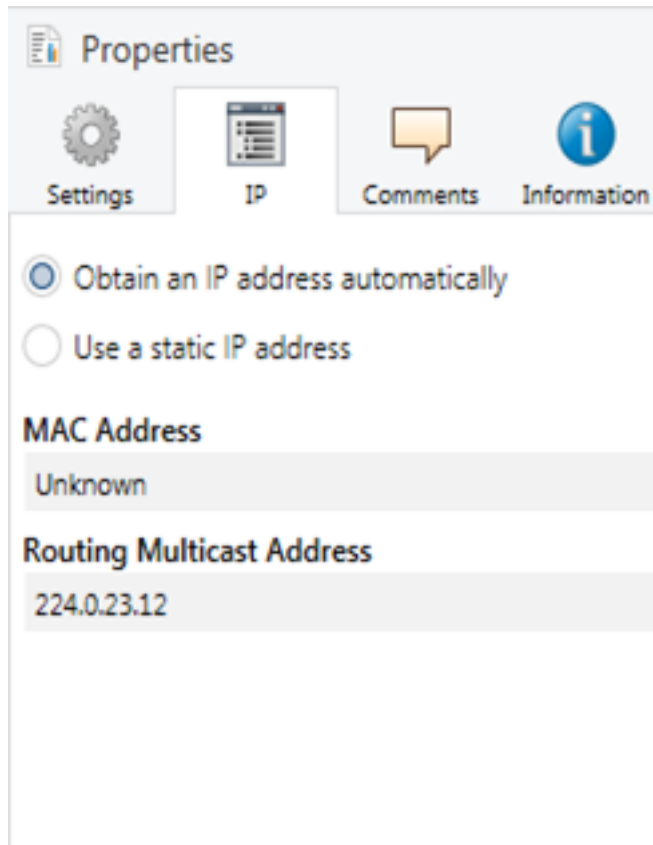 Properties
Settings IP Comments Information
Obtain an IP address automatically
Use a static IP address
MAC Address
Unknown
Routing Multicast Address
224.0.23.12